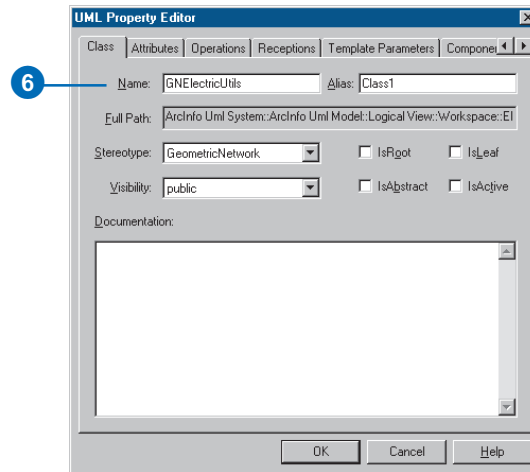 UML Property Editor
Class Attributes Operations Receptions Template Parameters
6 Name: GNElectricUtils Alias: Class1
Full Path: ArcInfo Uml System::ArcInfo Uml Model::Logical View::Workspace::El
Stereotype: GeometricNetwork IsRoot IsLeaf
Visibility: public IsAbstract IsActive
Documentation:
OK Cancel Help